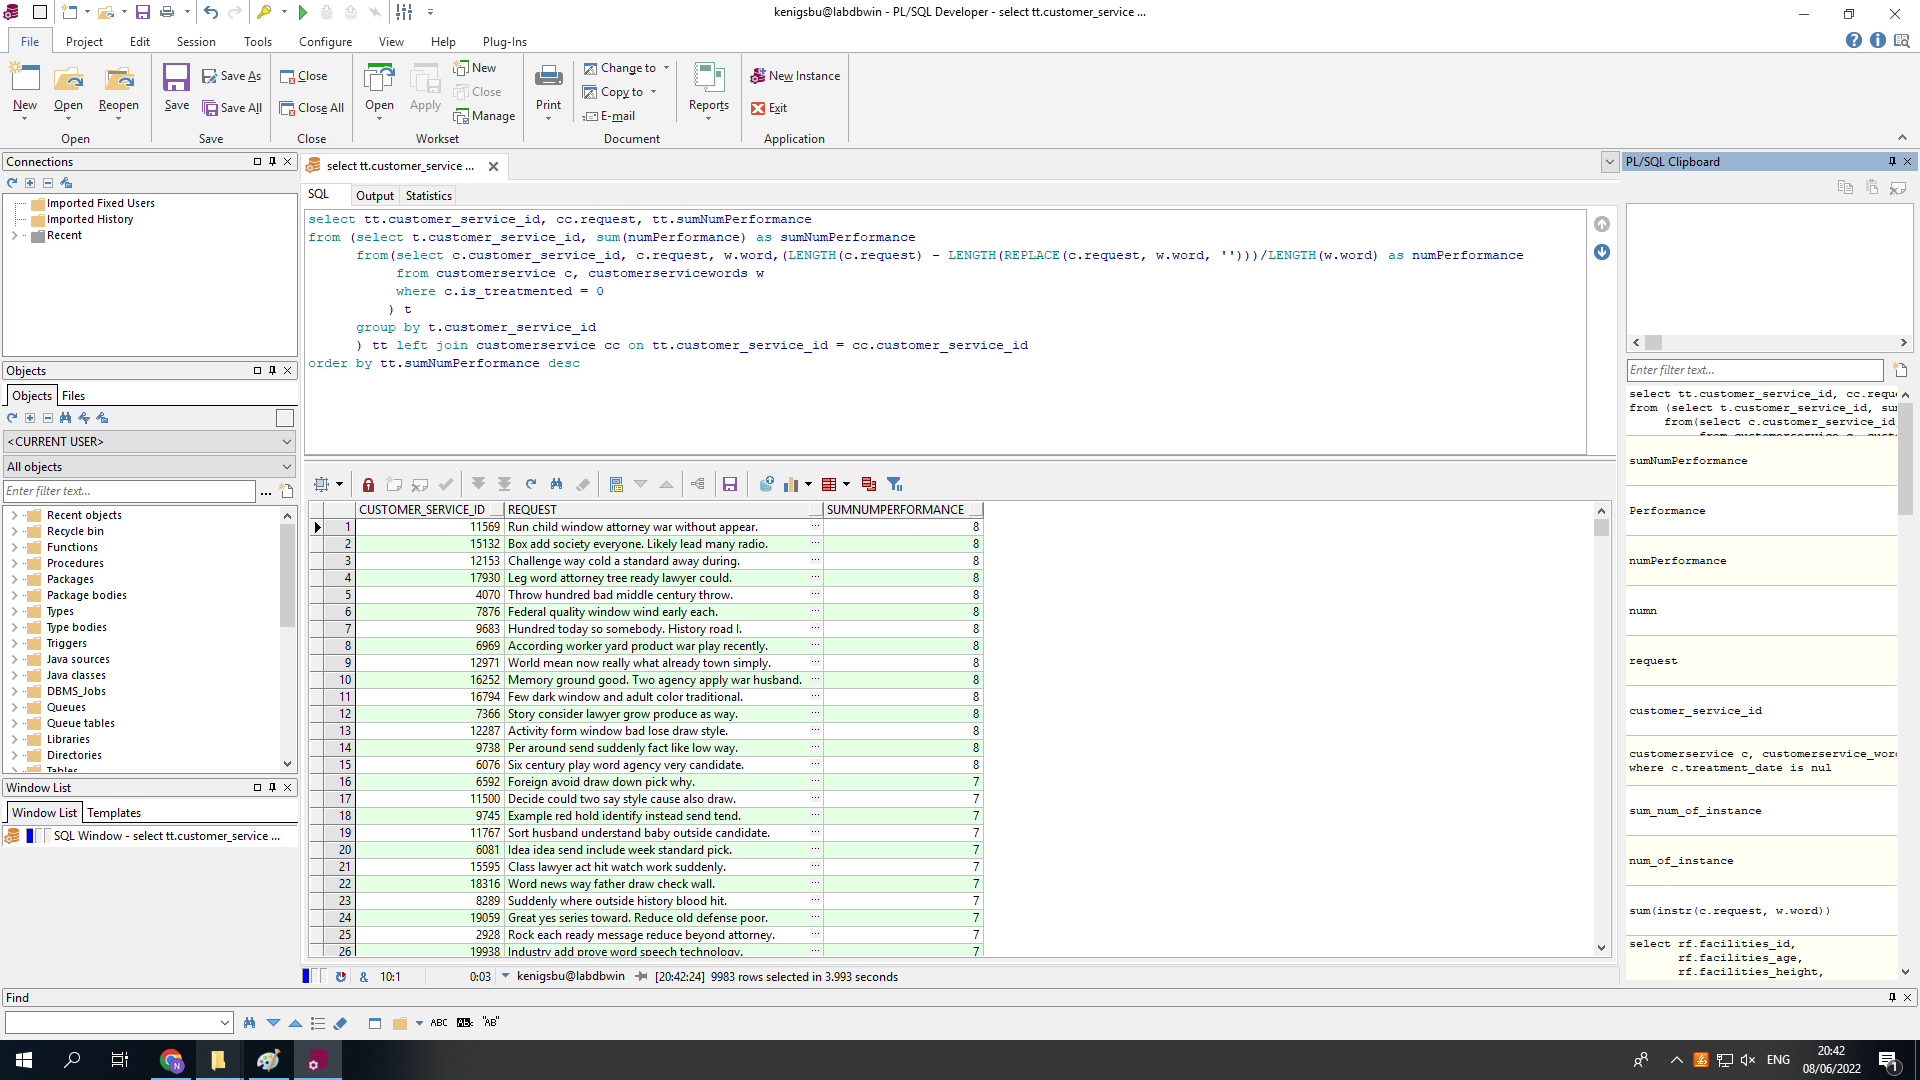 kenigsbu@labdbwin - PL/SQL Developer - select tt.customer_service ...
File Project Edit Session Tools Configure View Help Plug-Ins
New Open Reopen Save Save As Save All Close Close All Open Apply New Close Manage Print Change to Copy to E-mail Reports New Instance Exit
Open Save Close Workset Document Application
Connections
Imported Fixed Users
Imported History
Recent
Objects
Objects Files
<CURRENT USER>
All objects
Enter filter text...
Recent objects
Recycle bin
Functions
Procedures
Packages
Package bodies
Types
Type bodies
Triggers
Java sources
Java classes
DBMS_Jobs
Queues
Queue tables
Libraries
Directories
Tables
Window List
Window List Templates
SQL Window - select tt.customer_service ...
select tt.customer_service ...
SQL Output Statistics
select tt.customer_service_id, cc.request, tt.sumNumPerformance
from (select t.customer_service_id, sum(numPerformance) as sumNumPerformance
from(select c.customer_service_id, c.request, w.word,(LENGTH(c.request) - LENGTH(REPLACE(c.request, w.word, '')))/LENGTH(w.word) as numPerformance
from customerservice c, customerservicewords w
where c.is_treatmented = 0
) t
group by t.customer_service_id
) tt left join customerservice cc on tt.customer_service_id = cc.customer_service_id
order by tt.sumNumPerformance desc
CUSTOMER_SERVICE_ID REQUEST SUMNUMPERFORMANCE
1 11569 Run child window attorney war without appear. ... 8
2 15132 Box add society everyone. Likely lead many radio. ... 8
3 12153 Challenge way cold a standard away during. ... 8
4 17930 Leg word attorney tree ready lawyer could. ... 8
5 4070 Throw hundred bad middle century throw. ... 8
6 7876 Federal quality window wind early each. ... 8
7 9683 Hundred today so somebody. History road I. ... 8
8 6969 According worker yard product war play recently. ... 8
9 12971 World mean now really what already town simply. ... 8
10 16252 Memory ground good. Two agency apply war husband. ... 8
11 16794 Few dark window and adult color traditional. ... 8
12 7366 Story consider lawyer grow produce as way. ... 8
13 12287 Activity form window bad lose draw style. ... 8
14 9738 Per around send suddenly fact like low way. ... 8
15 6076 Six century play word agency very candidate. ... 8
16 6592 Foreign avoid draw down pick why. ... 7
17 11500 Decide could two say style cause also draw. ... 7
18 9745 Example red hold identify instead send tend. ... 7
19 11767 Sort husband understand baby outside candidate. ... 7
20 6081 Idea idea send include week standard pick. ... 7
21 15595 Class lawyer act hit watch work suddenly. ... 7
22 18316 Word news way father draw check wall. ... 7
23 8289 Suddenly where outside history blood hit. ... 7
24 19059 Great yes series toward. Reduce old defense poor. ... 7
25 2928 Rock each ready message reduce beyond attorney. ... 7
26 19938 Industry add prove word speech technology. ... 7
& 10:1 0:03 kenigsbu@labdbwin [20:42:24] 9983 rows selected in 3.993 seconds
PL/SQL Clipboard
Enter filter text...
select tt.customer_service_id, cc.requ
from (select t.customer_service_id, su
from(select c.customer_service_id
from customerservice c, cust
sumNumPerformance
Performance
numPerformance
numn
request
customer_service_id
customerservice c, customerservice_wor
where c.treatment_date is nul
sum_num_of_instance
num_of_instance
sum(instr(c.request, w.word))
select rf.facilities_id,
rf.facilities_age,
rf.facilities_height,
Find
ABC AB "AB"
N ENG 20:42
08/06/2022 1